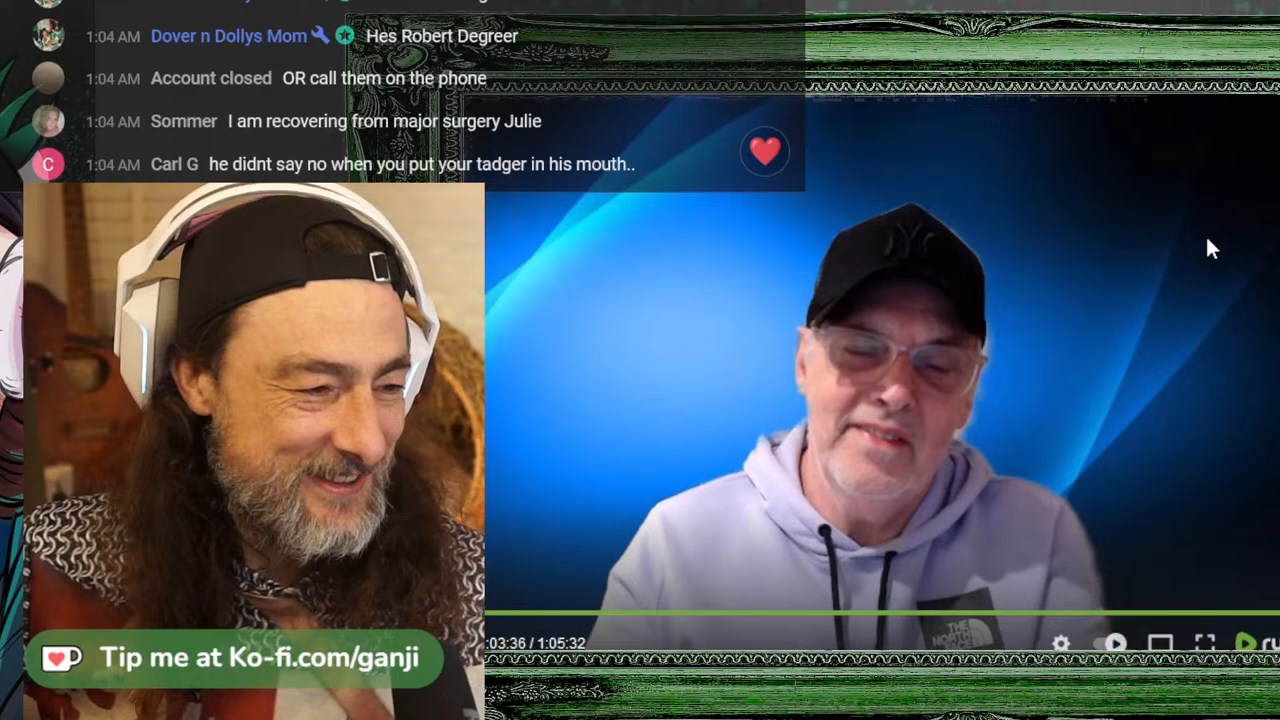 1:04 AM Dover n Dollys Mom Hes Robert Degreer
1:04 AM Account closed OR call them on the phone
1:04 AM Sommer I am recovering from major surgery Julie
C 1:04 AM Carl G he didnt say no when you put your tadger in his mouth..
NY
THE
NORTH
:03:36 / 1:05:32
Tip me at Ko-fi.com/ganji